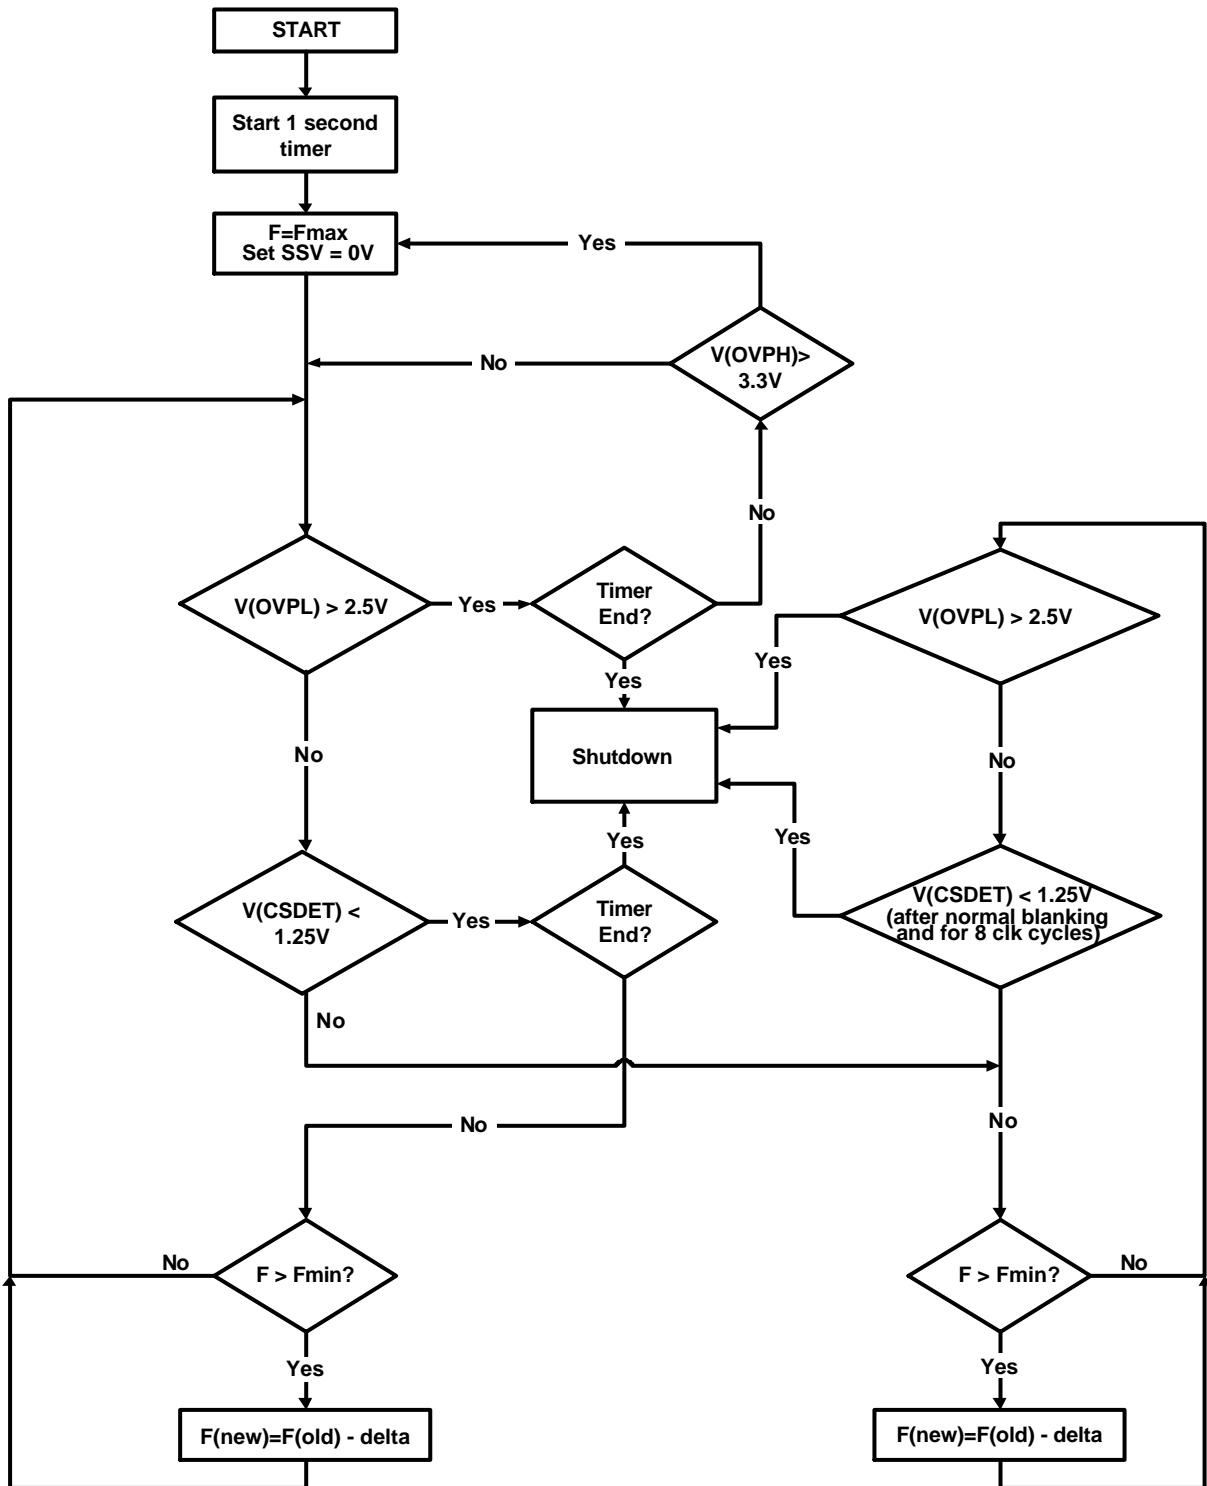 START
Start 1 second
timer
F=Fmax
Set SSV = 0V
Yes
No
V(OVPH)>
3.3V
No
V(OVPL) > 2.5V
Yes
Timer
End?
V(OVPL) > 2.5V
Yes
Yes
Shutdown
No
No
Yes
Yes
V(CSDET) <
1.25V
Yes
Timer
End?
V(CSDET) < 1.25V
(after normal blanking
and for 8 clk cycles)
No
No
No
No
F > Fmin?
F > Fmin?
No
Yes
Yes
F(new)=F(old) - delta
F(new)=F(old) - delta